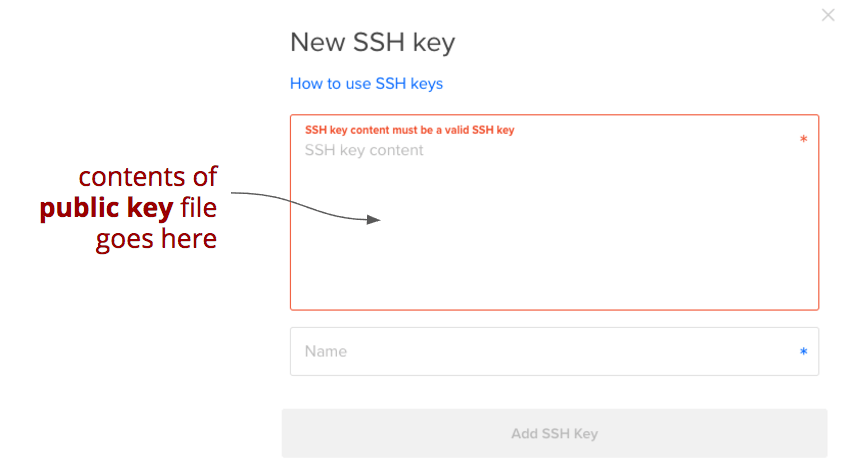 New SSH key
How to use SSH keys
SSH key content must be a valid SSH key
SSH key content
*
contents of
public key file
goes here
Name
*
Add SSH Key